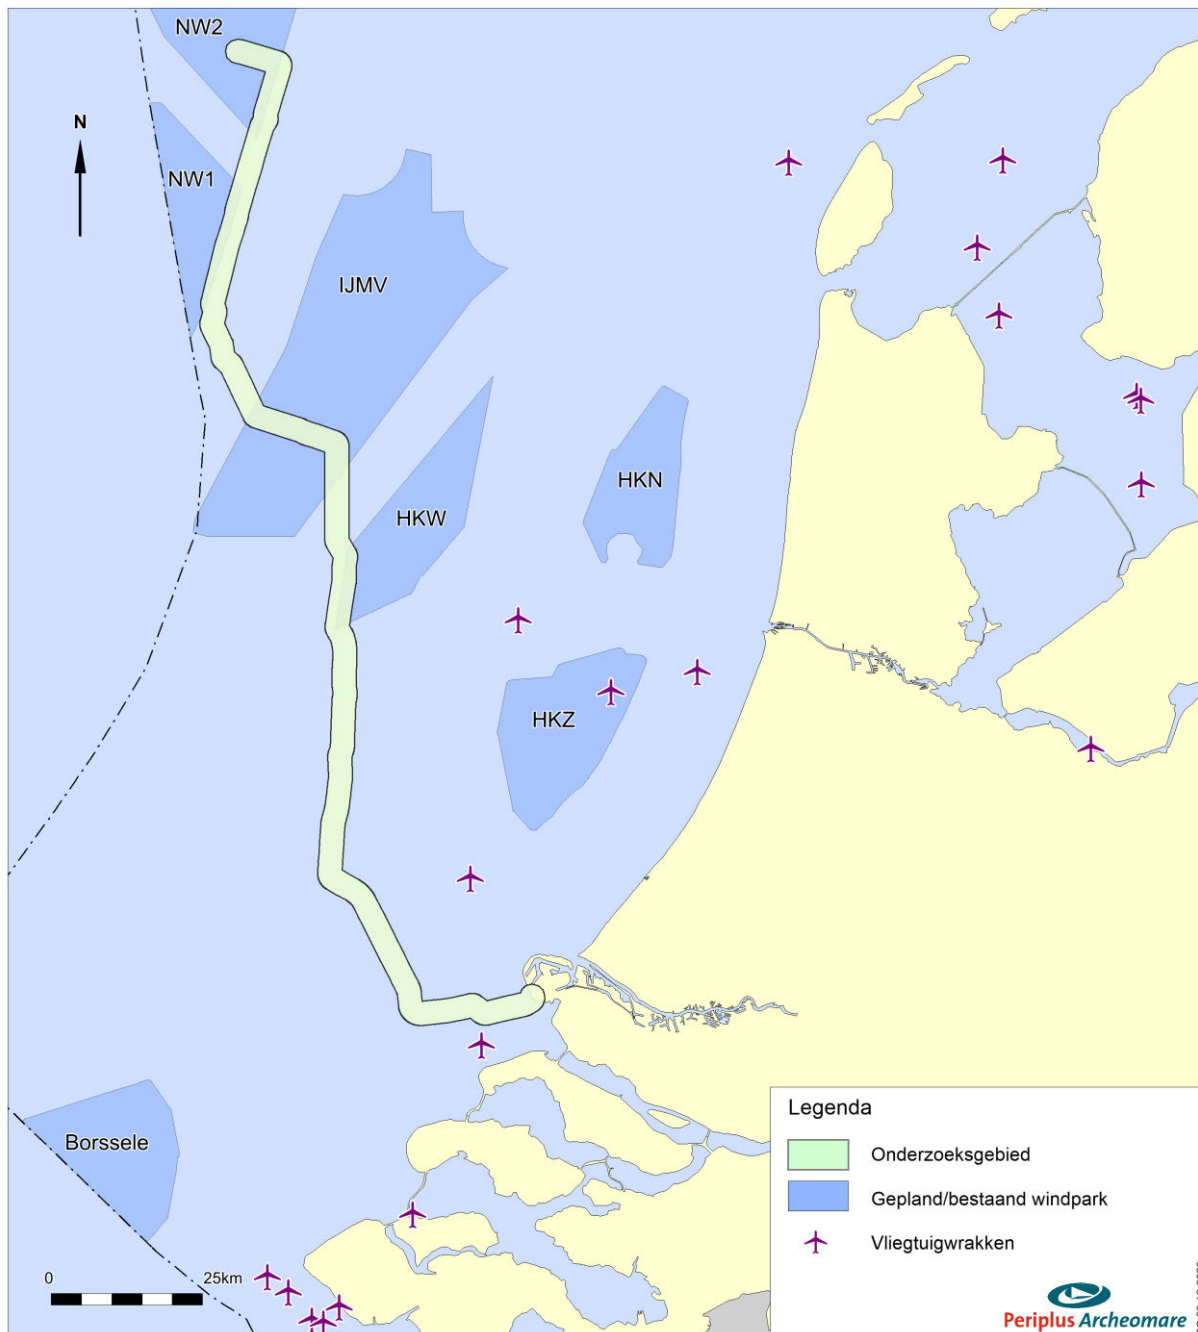 NW2
N
NW1
IJMV
HKN
HKW
HKZ
Borssele
Legenda
Onderzoeksgebied
Gepland/bestaand windpark
Vliegtuigwrakken
0 25km
Periplus Archeomare